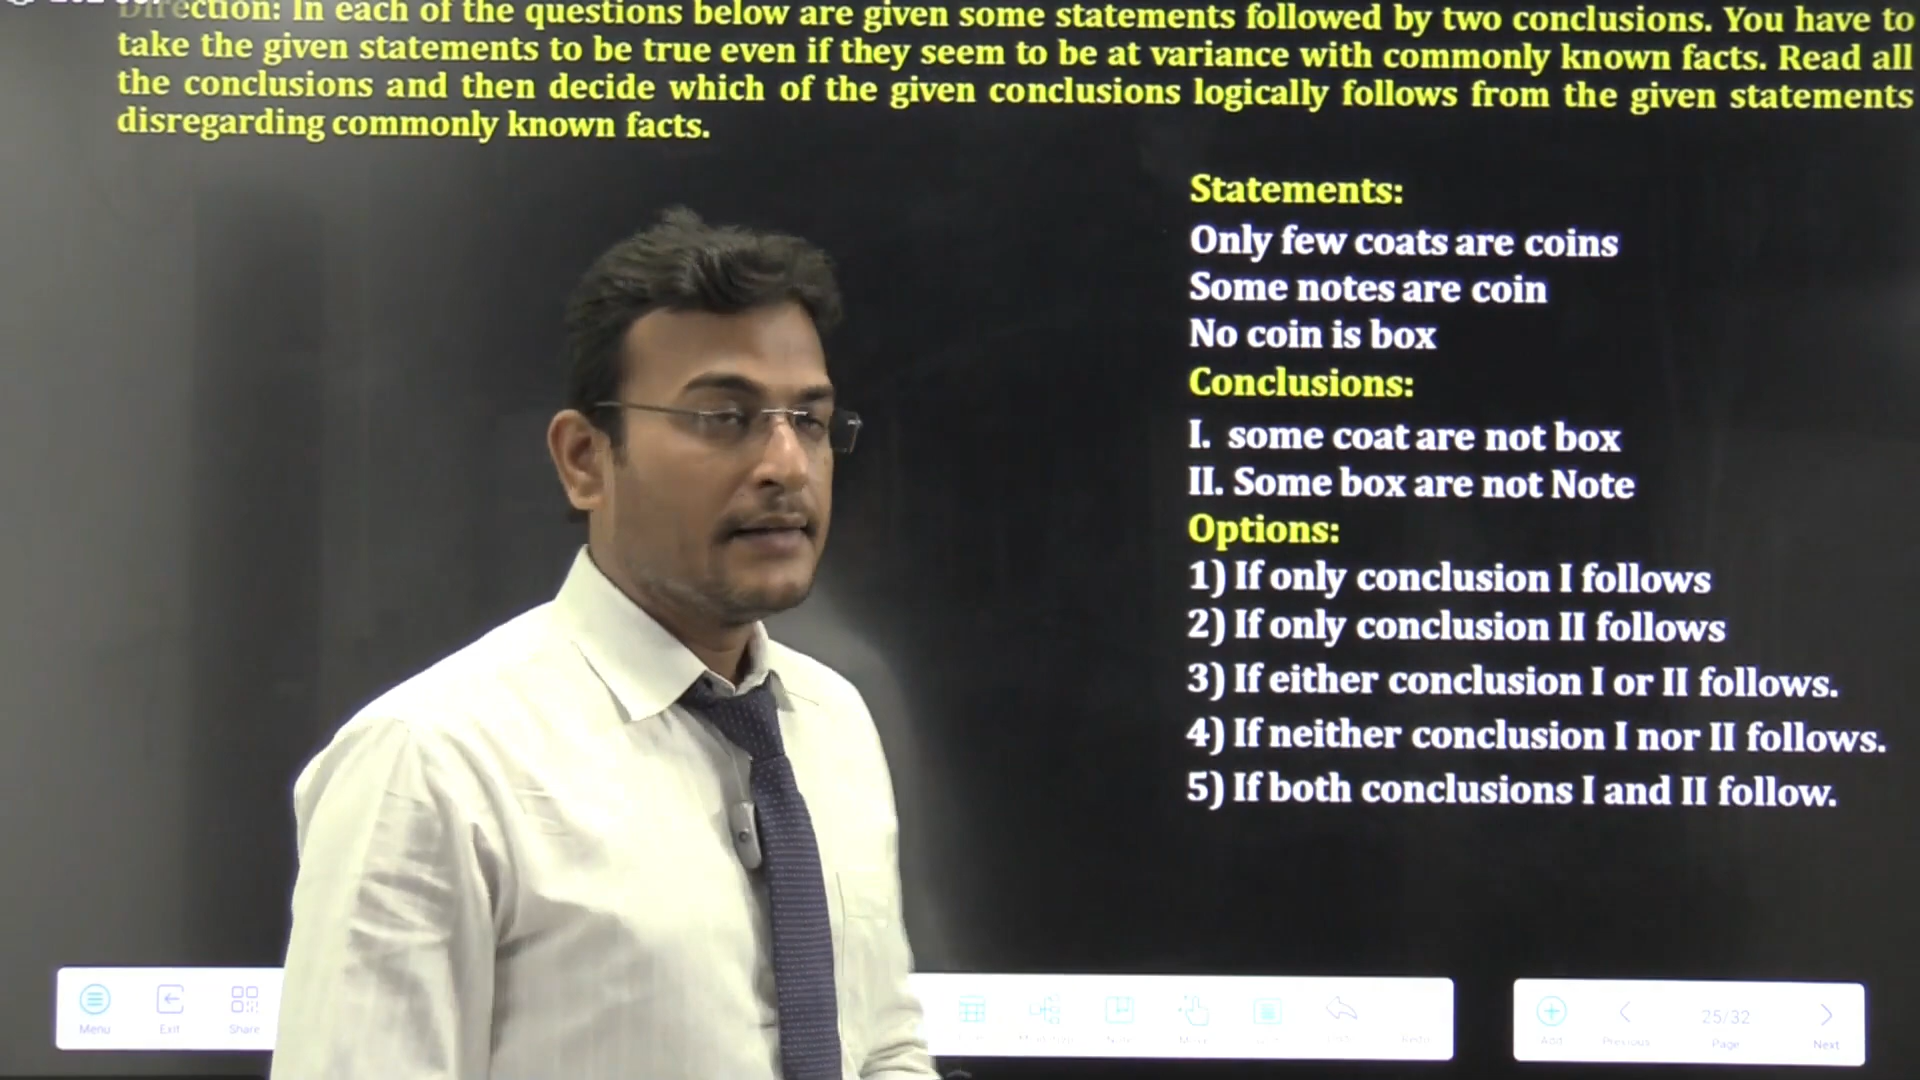 Direction: In each of the questions below are given some statements followed by two conclusions. You have to
take the given statements to be true even if they seem to be at variance with commonly known facts. Read all
the conclusions and then decide which of the given conclusions logically follows from the given statements
disregarding commonly known facts.
Statements:
Only few coats are coins
Some notes are coin
No coin is box
Conclusions:
I. some coat are not box
II. Some box are not Note
Options:
1) If only conclusion I follows
2) If only conclusion II follows
3) If either conclusion I or II follows.
4) If neither conclusion I nor II follows.
5) If both conclusions I and II follow.
Menu Exit Share
25/32
Add Previous Page Next